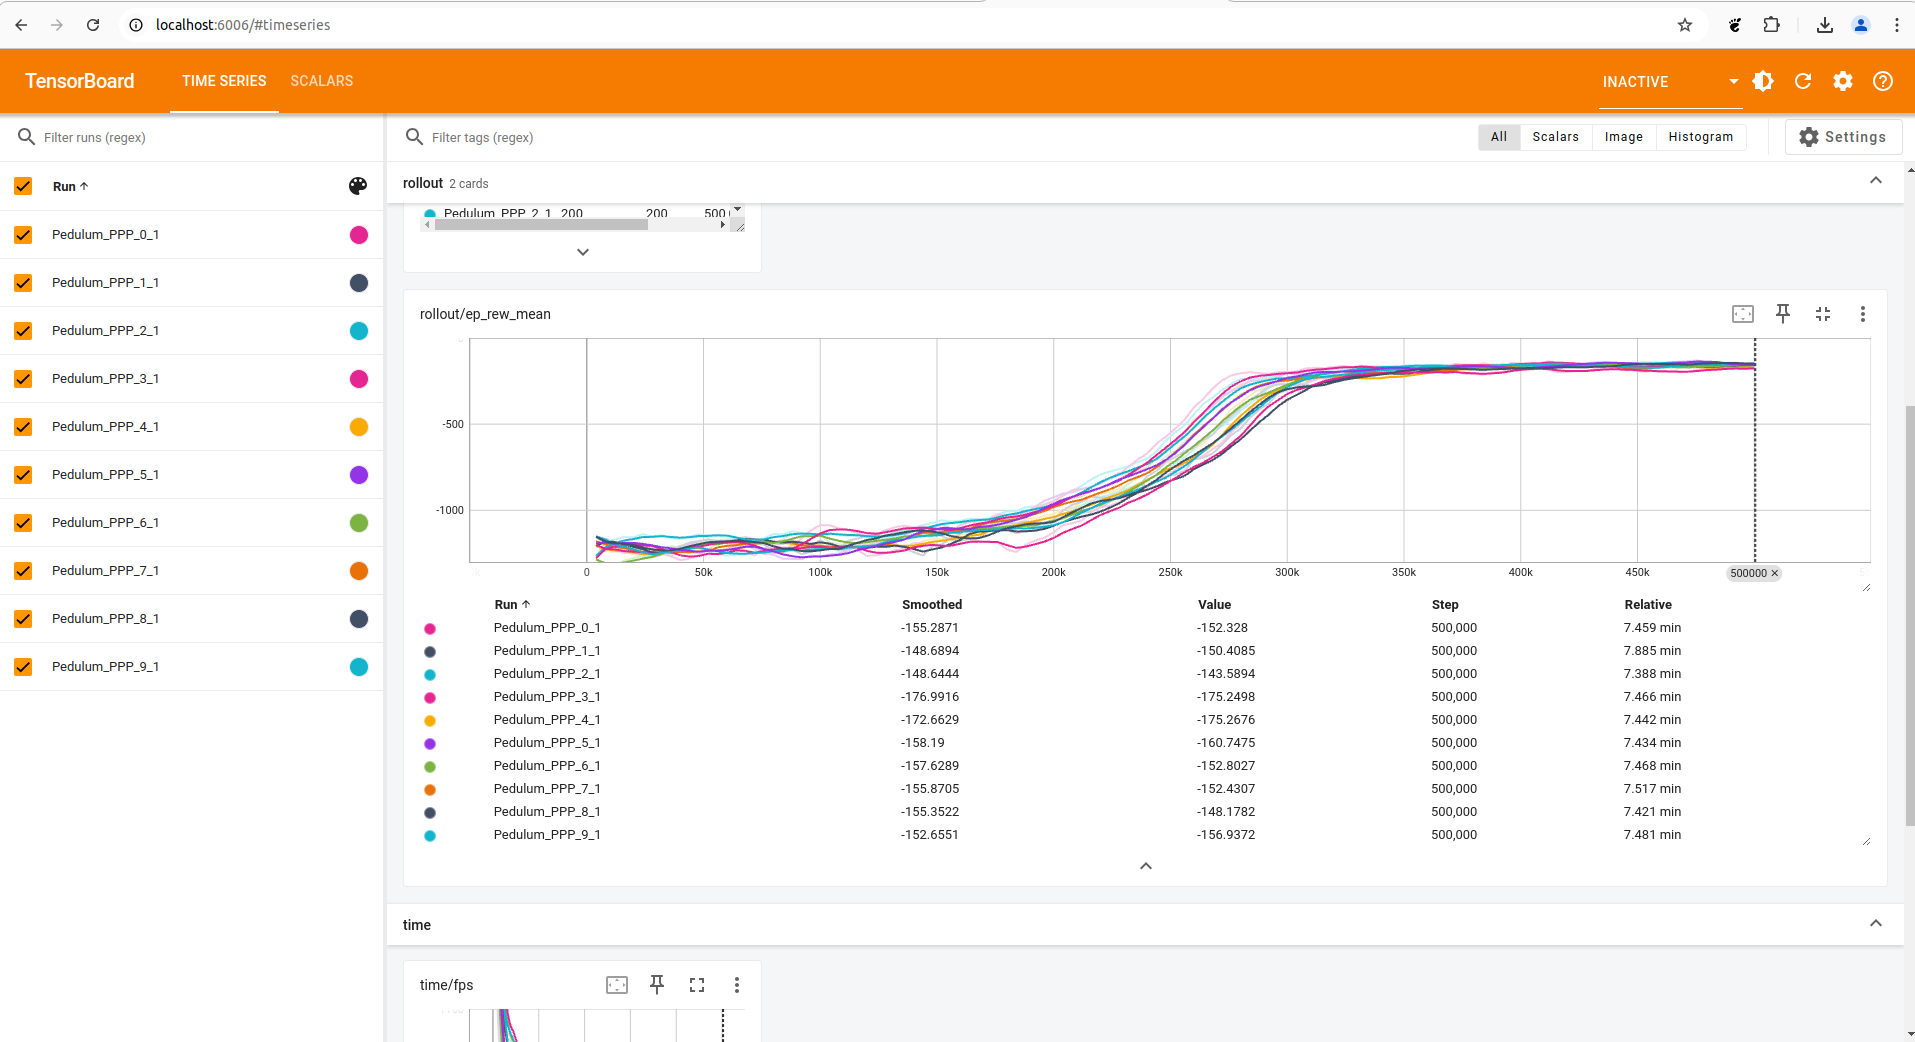 localhost:6006/#timeseries
TensorBoard TIME SERIES SCALARS INACTIVE
Filter runs (regex)
Filter tags (regex) All Scalars Image Histogram Settings
Run
Pedulum_PPP_0_1
Pedulum_PPP_1_1
Pedulum_PPP_2_1
Pedulum_PPP_3_1
Pedulum_PPP_4_1
Pedulum_PPP_5_1
Pedulum_PPP_6_1
Pedulum_PPP_7_1
Pedulum_PPP_8_1
Pedulum_PPP_9_1
rollout 2 cards
Pedulum_PPP_2_1 200 200 500
rollout/ep_rew_mean
-500
-1000
0 50k 100k 150k 200k 250k 300k 350k 400k 450k 500000
Run Smoothed Value Step Relative
Pedulum_PPP_0_1 -155.2871 -152.328 500,000 7.459 min
Pedulum_PPP_1_1 -148.6894 -150.4085 500,000 7.885 min
Pedulum_PPP_2_1 -148.6444 -143.5894 500,000 7.388 min
Pedulum_PPP_3_1 -176.9916 -175.2498 500,000 7.466 min
Pedulum_PPP_4_1 -172.6629 -175.2676 500,000 7.442 min
Pedulum_PPP_5_1 -158.19 -160.7475 500,000 7.434 min
Pedulum_PPP_6_1 -157.6289 -152.8027 500,000 7.468 min
Pedulum_PPP_7_1 -155.8705 -152.4307 500,000 7.517 min
Pedulum_PPP_8_1 -155.3522 -148.1782 500,000 7.421 min
Pedulum_PPP_9_1 -152.6551 -156.9372 500,000 7.481 min
time
time/fps